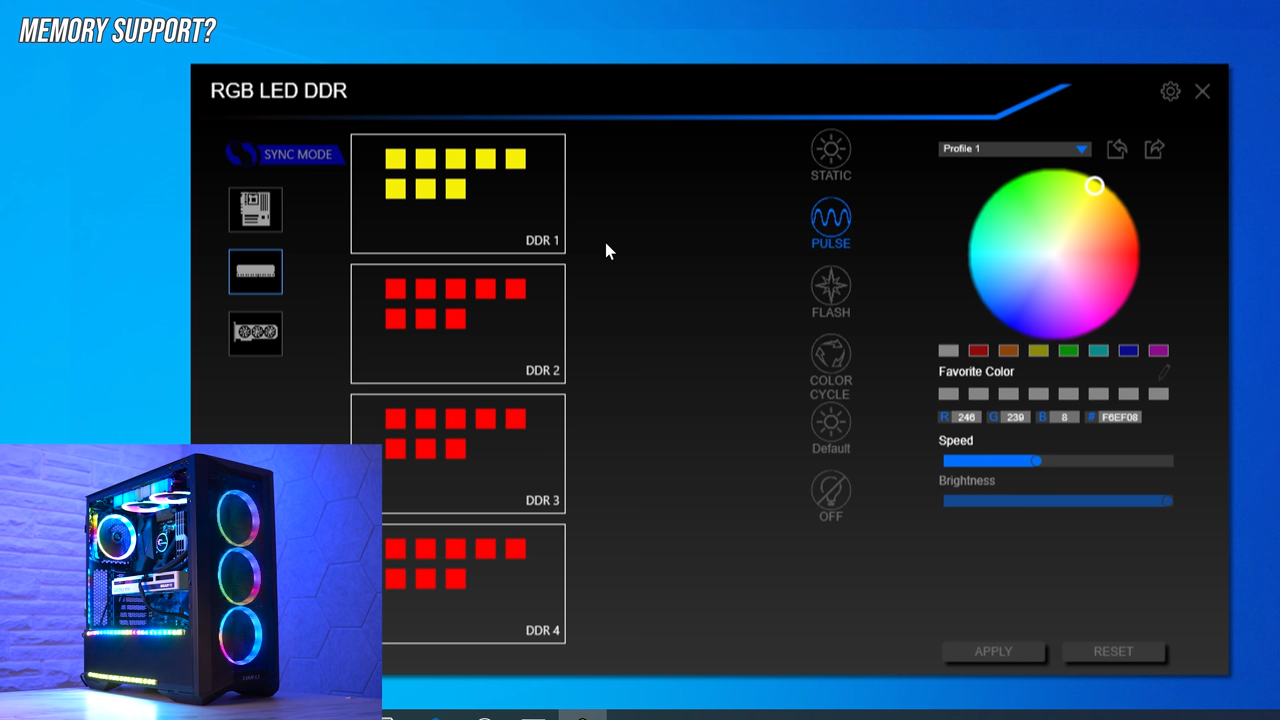 MEMORY SUPPORT?
RGB LED DDR
SYNC MODE
DDR 1
DDR 2
DDR 3
DDR 4
STATIC
PULSE
FLASH
COLOR
CYCLE
Default
OFF
Profile 1
Favorite Color
R 246 G 239 B 8 # F6EF08
Speed
Brightness
APPLY RESET